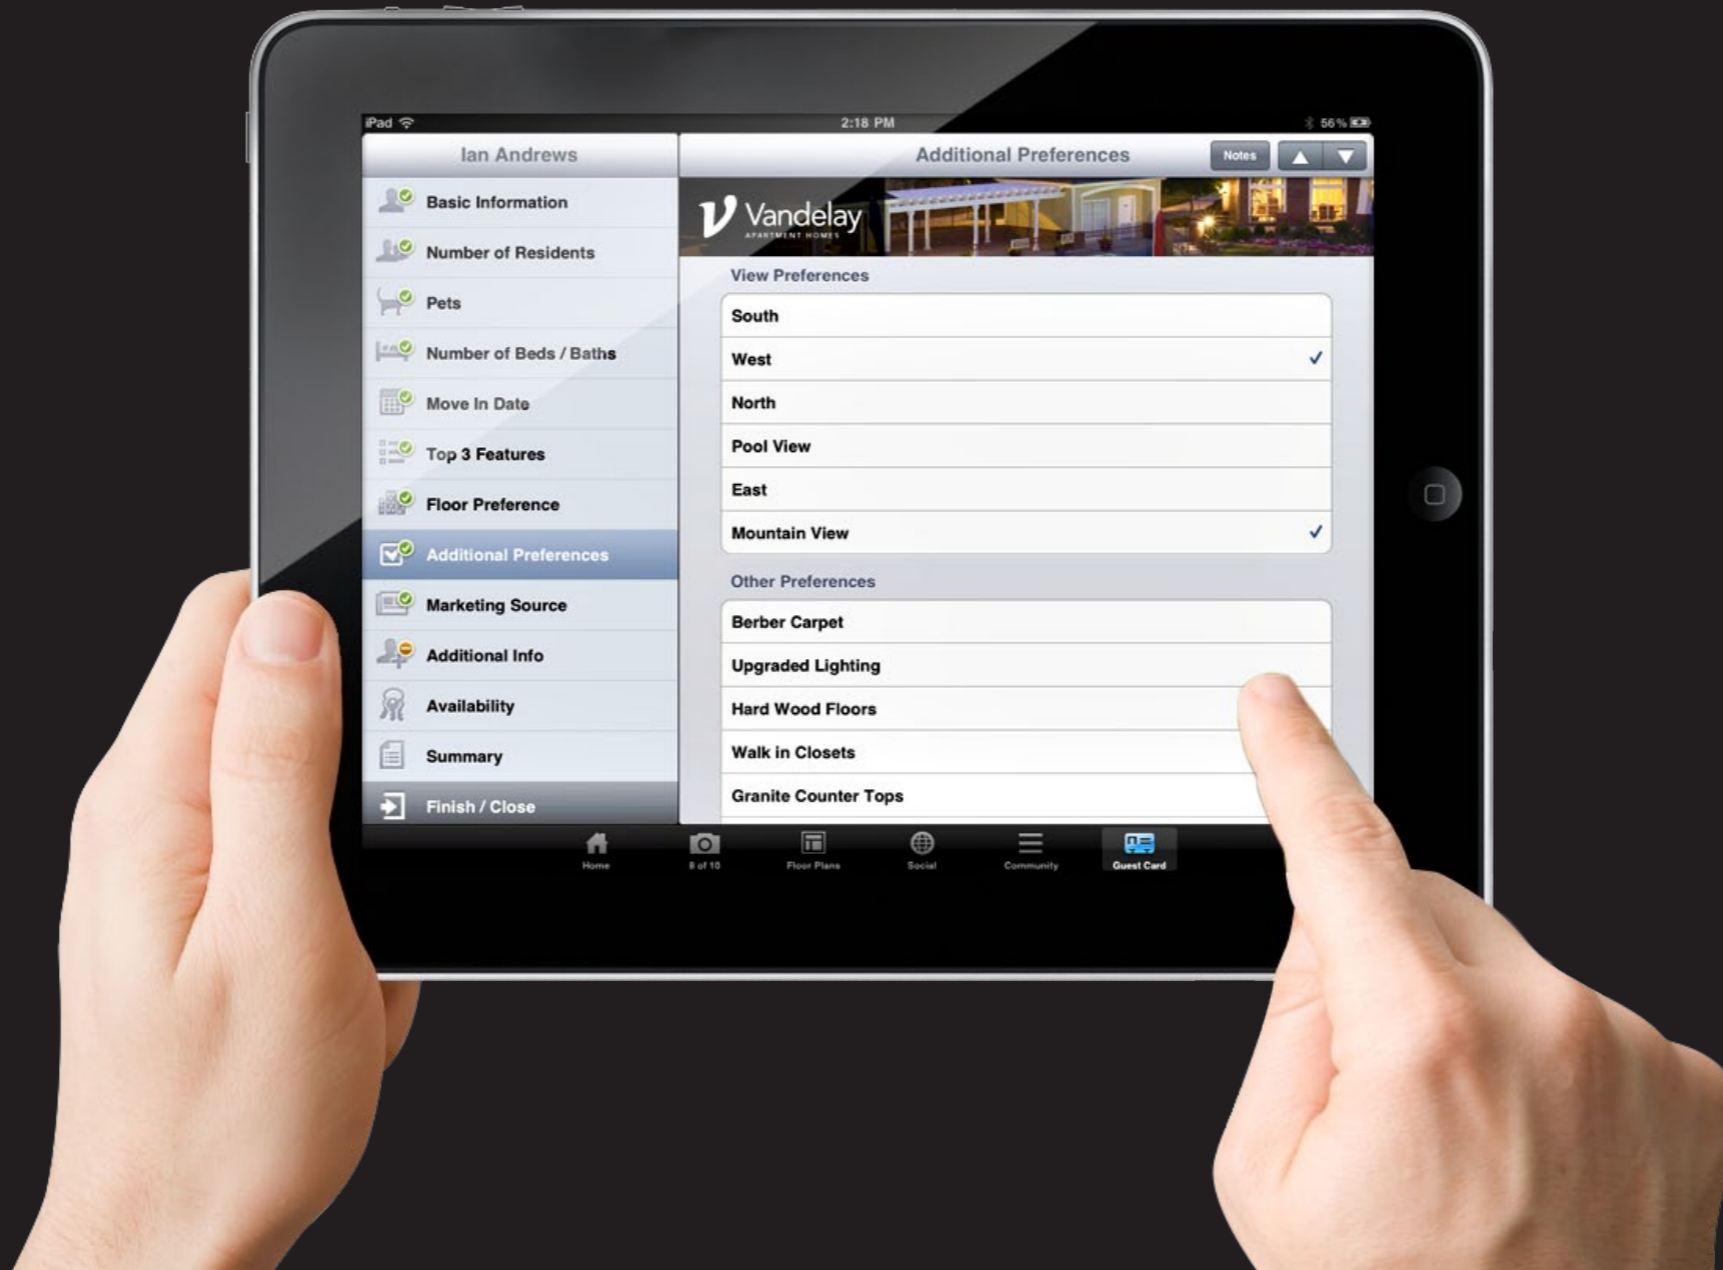 iPad
2:18 PM
56%
Ian Andrews
Additional Preferences
Notes
Basic Information
Number of Residents
Pets
Number of Beds / Baths
Move In Date
Top 3 Features
Floor Preference
Additional Preferences
Marketing Source
Additional Info
Availability
Summary
Finish / Close
Vandelay
APARTMENT HOMES
View Preferences
South
West
North
Pool View
East
Mountain View
Other Preferences
Berber Carpet
Upgraded Lighting
Hard Wood Floors
Walk in Closets
Granite Counter Tops
Home
8 of 10
Floor Plans
Social
Community
Guest Card